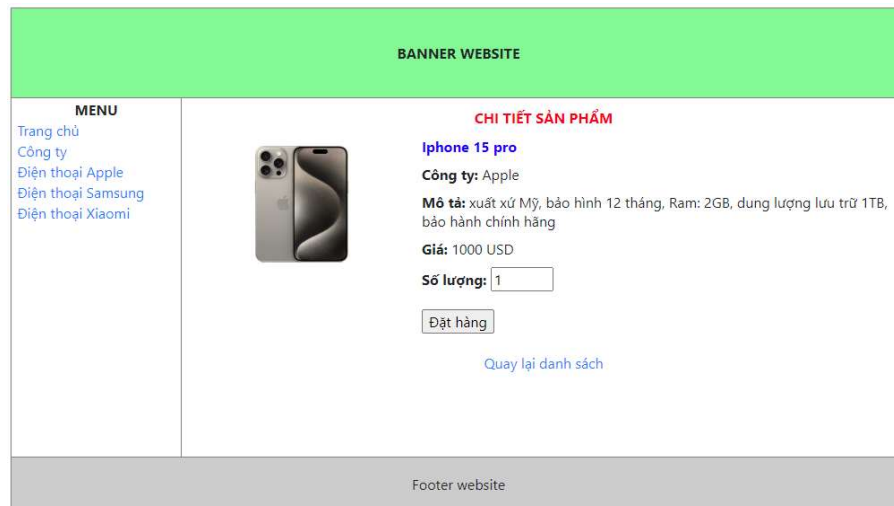 BANNER WEBSITE
MENU
Trang chủ
Công ty
Điện thoại Apple
Điện thoại Samsung
Điện thoại Xiaomi
CHI TIẾT SẢN PHẨM
Iphone 15 pro
Công ty: Apple
Mô tả: xuất xứ Mỹ, bảo hình 12 tháng, Ram: 2GB, dung lượng lưu trữ 1TB,
bảo hành chính hãng
Giá: 1000 USD
Số lượng: 1
Đặt hàng
Quay lại danh sách
Footer website